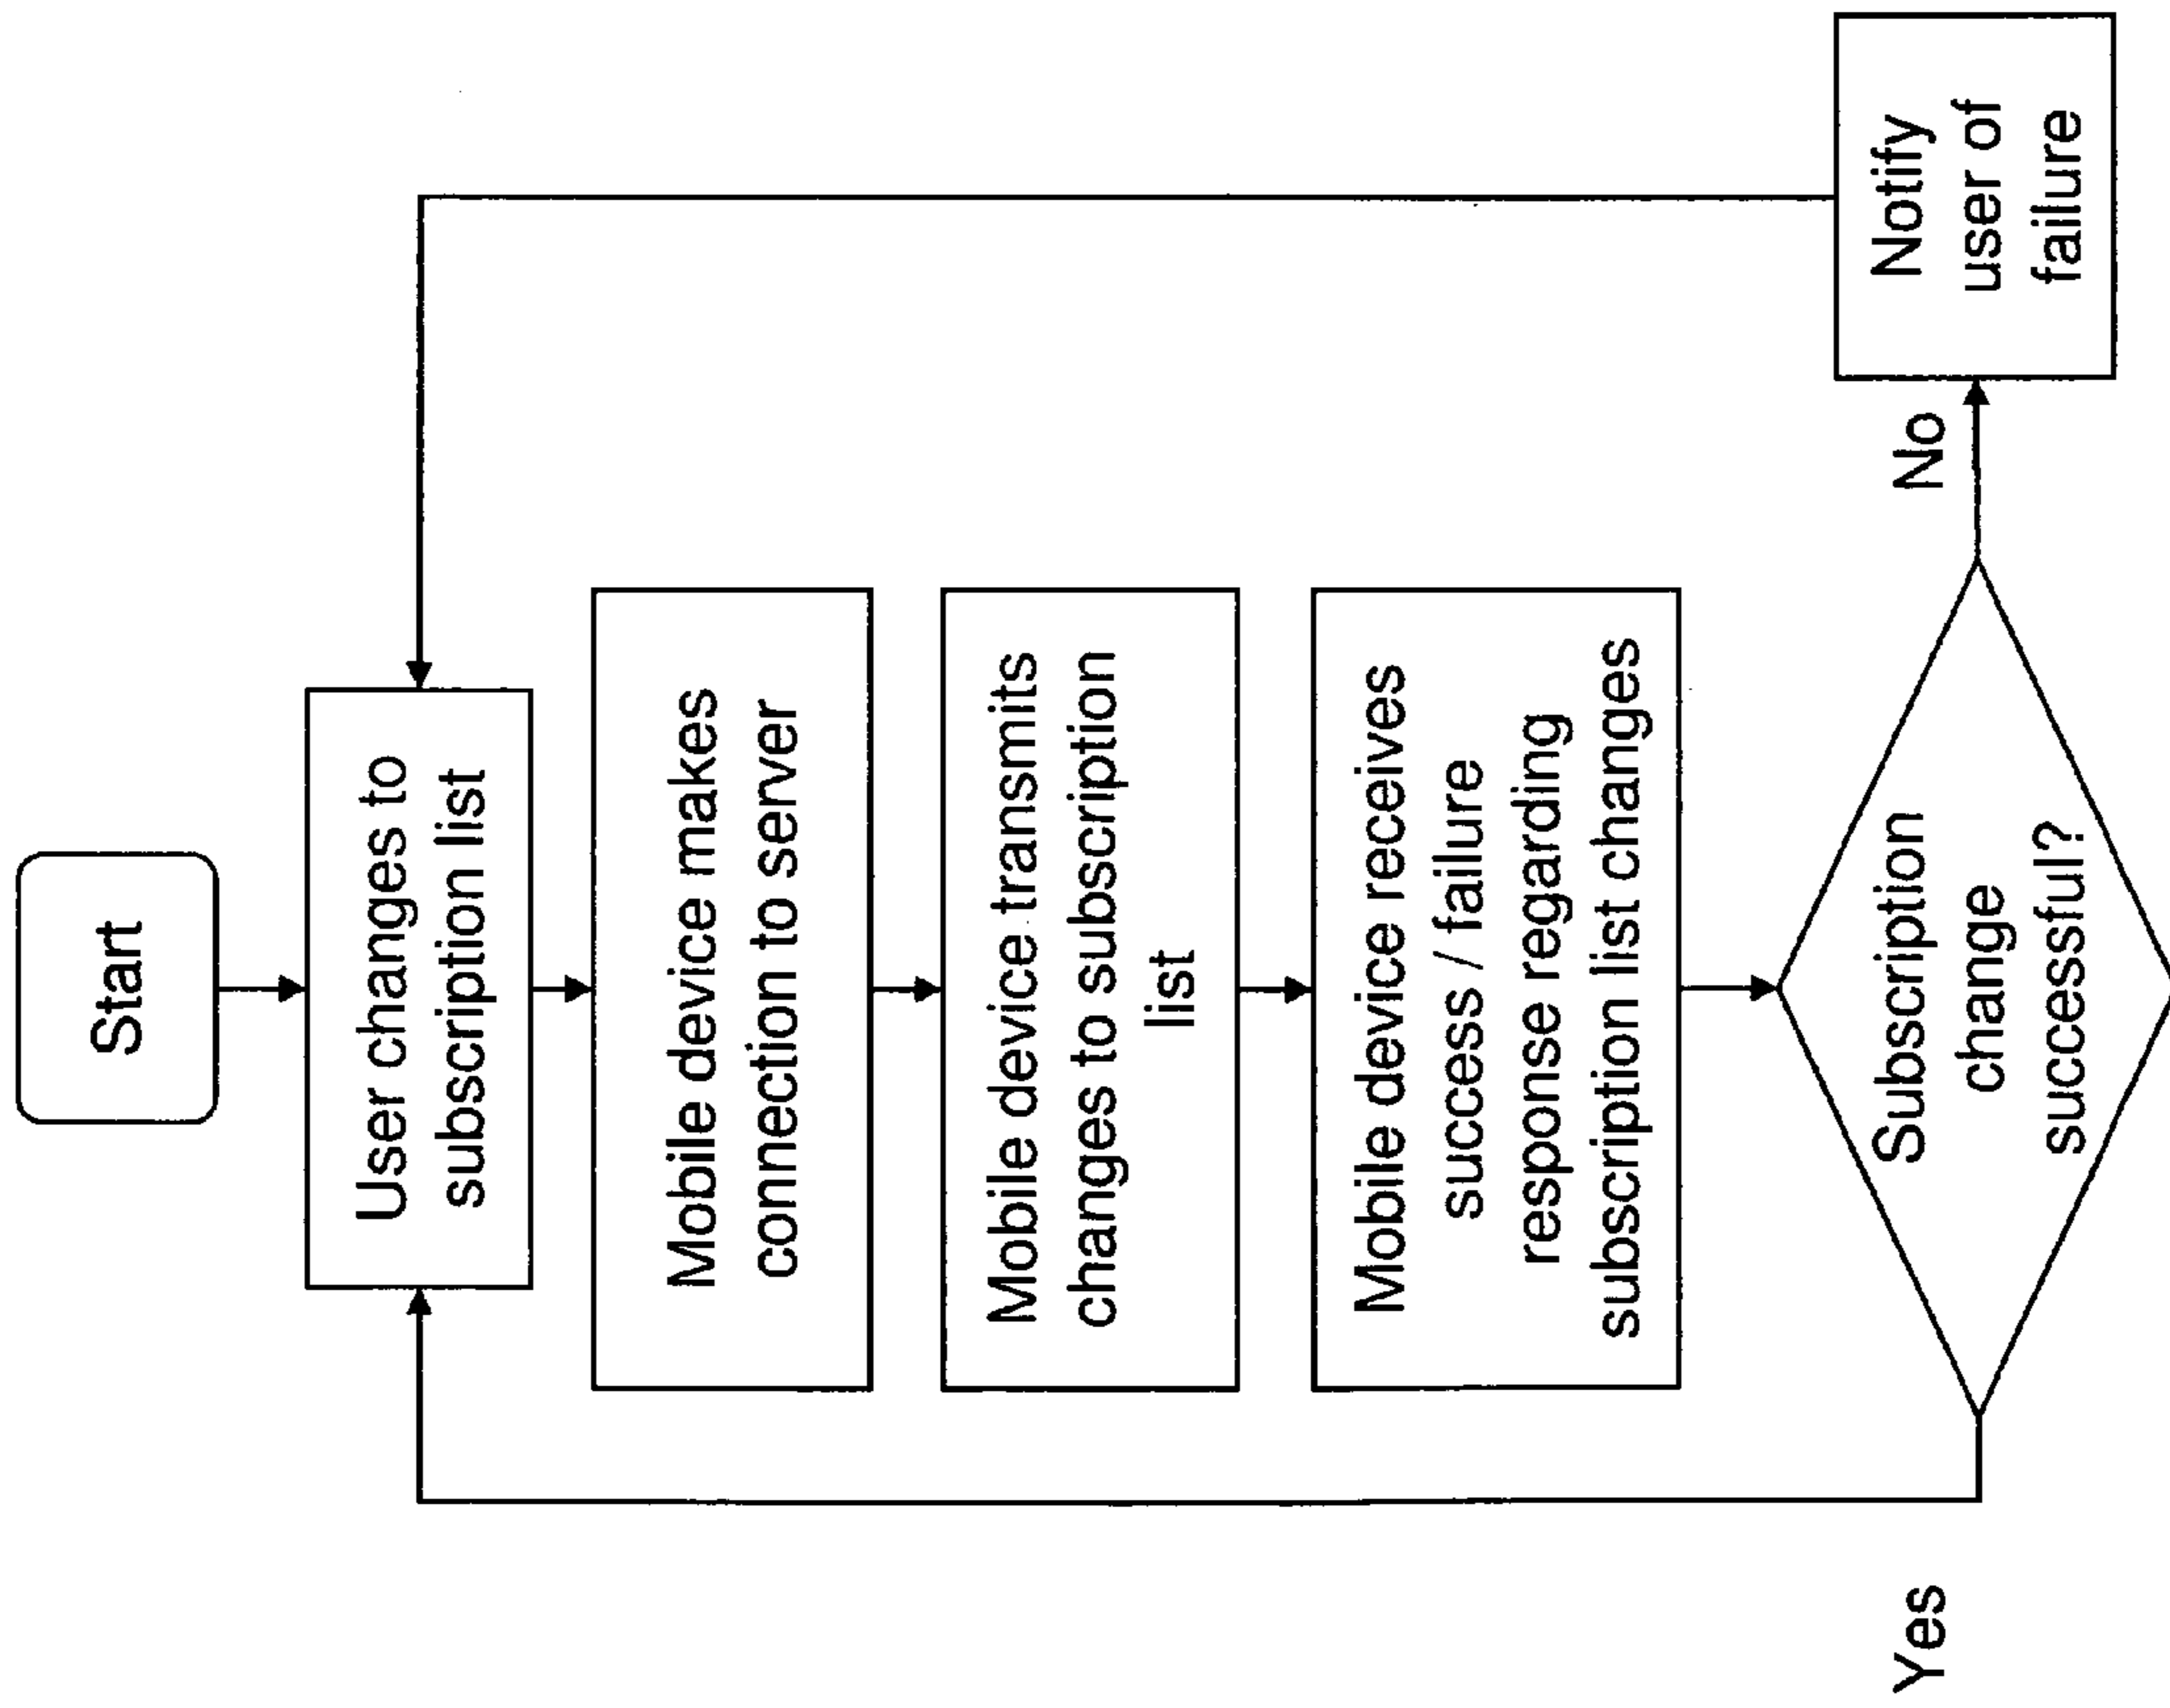 Start
User changes to
subscription list
Mobile device makes
connection to server
Mobile device transmits
changes to subscription
list
Mobile device receives
success / failure
response regarding
subscription list changes
Subscription
change
successful?
Yes
No
Notify
user of
failure